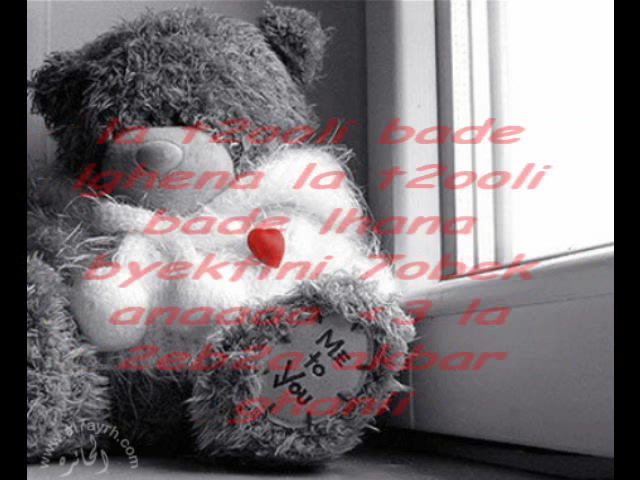 la t2ooli bade
lghena la t2ooli
bade lhana
byekfini 7obek
anaaaa <3 la
2eb2a akbar
ghanii
Me
to
You
الحائره